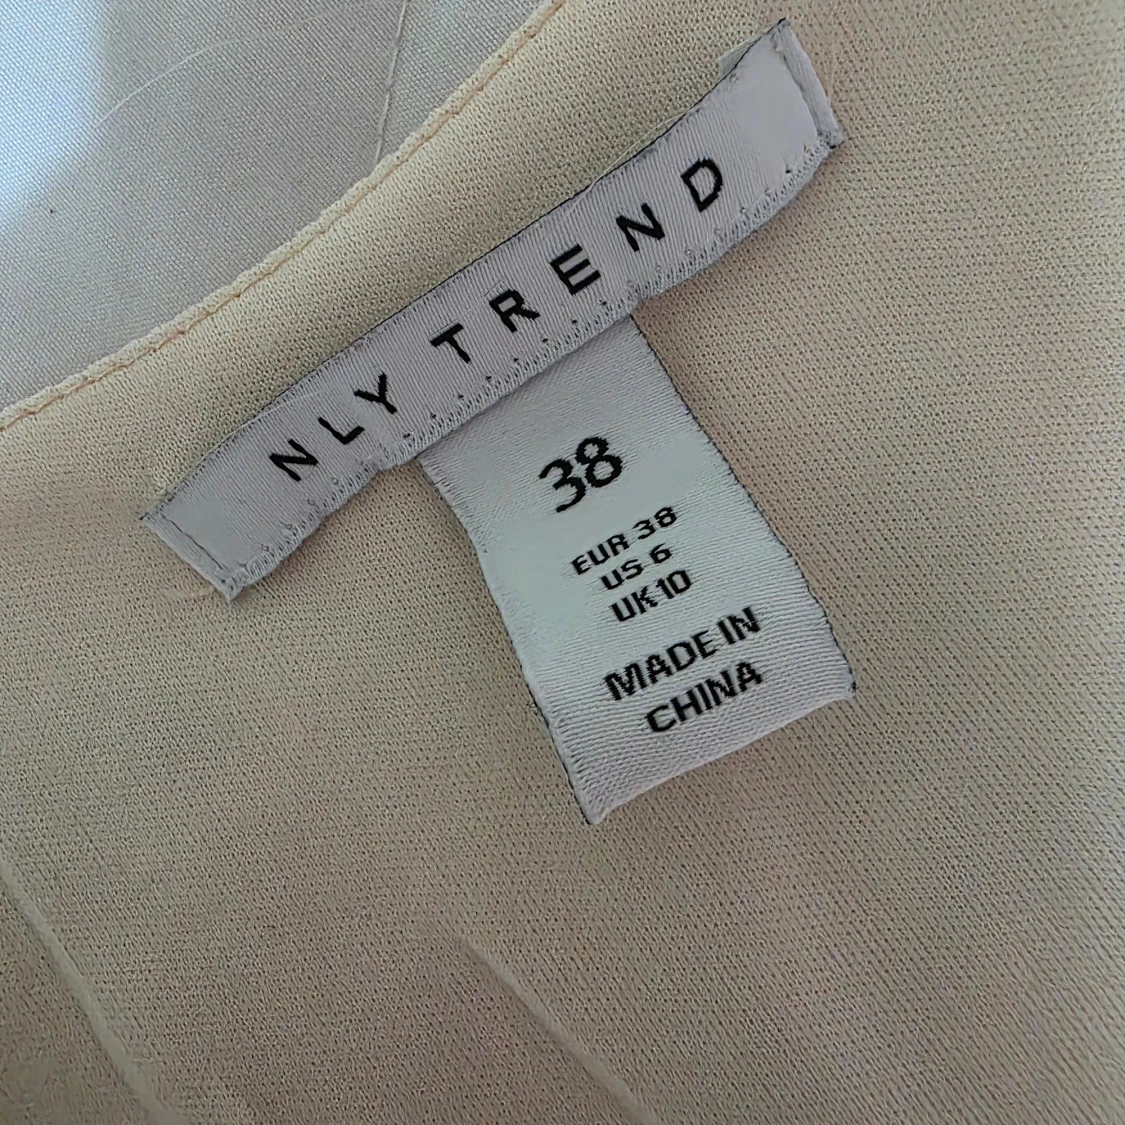 NLY TREND
38
EUR 38
US 6
UK 10
MADE IN
CHINA